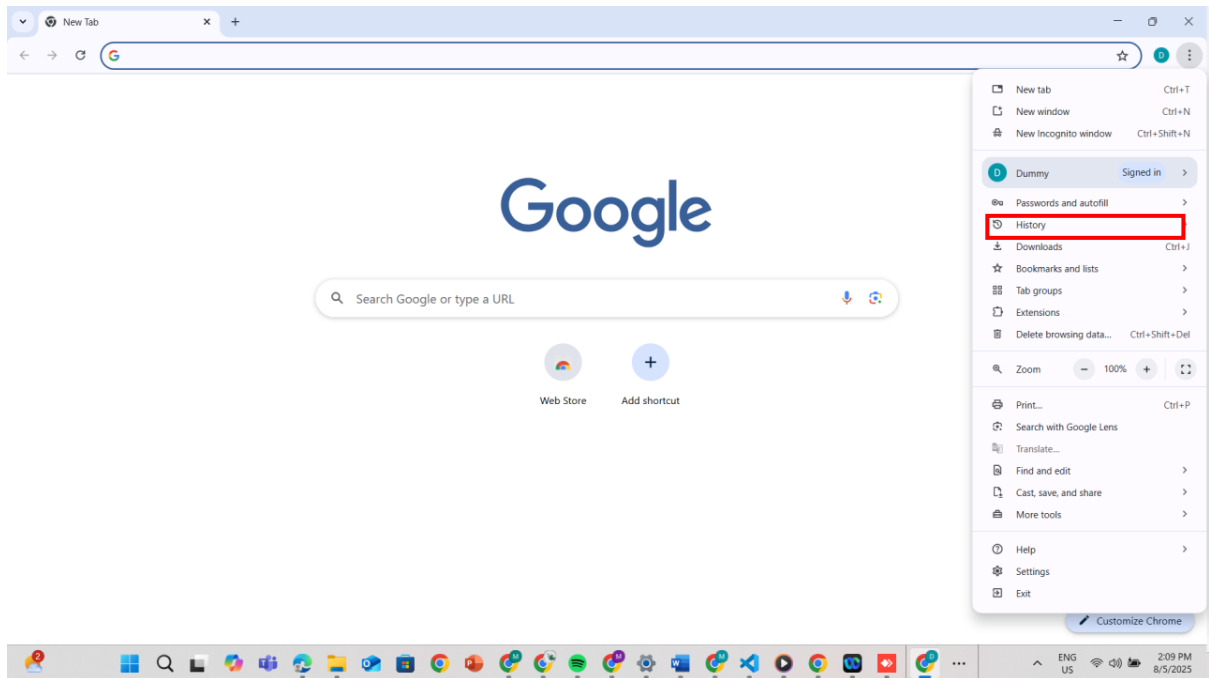 New Tab
New tab Ctrl+T
New window Ctrl+N
New Incognito window Ctrl+Shift+N
D Dummy Signed in
Passwords and autofill
History
Downloads Ctrl+J
Bookmarks and lists
Tab groups
Extensions
Delete browsing data... Ctrl+Shift+Del
Zoom - 100% +
Print... Ctrl+P
Search with Google Lens
Translate...
Find and edit
Cast, save, and share
More tools
Help
Settings
Exit
Google
Search Google or type a URL
Web Store
Add shortcut
Customize Chrome
2
ENG
US
2:09 PM
8/5/2025